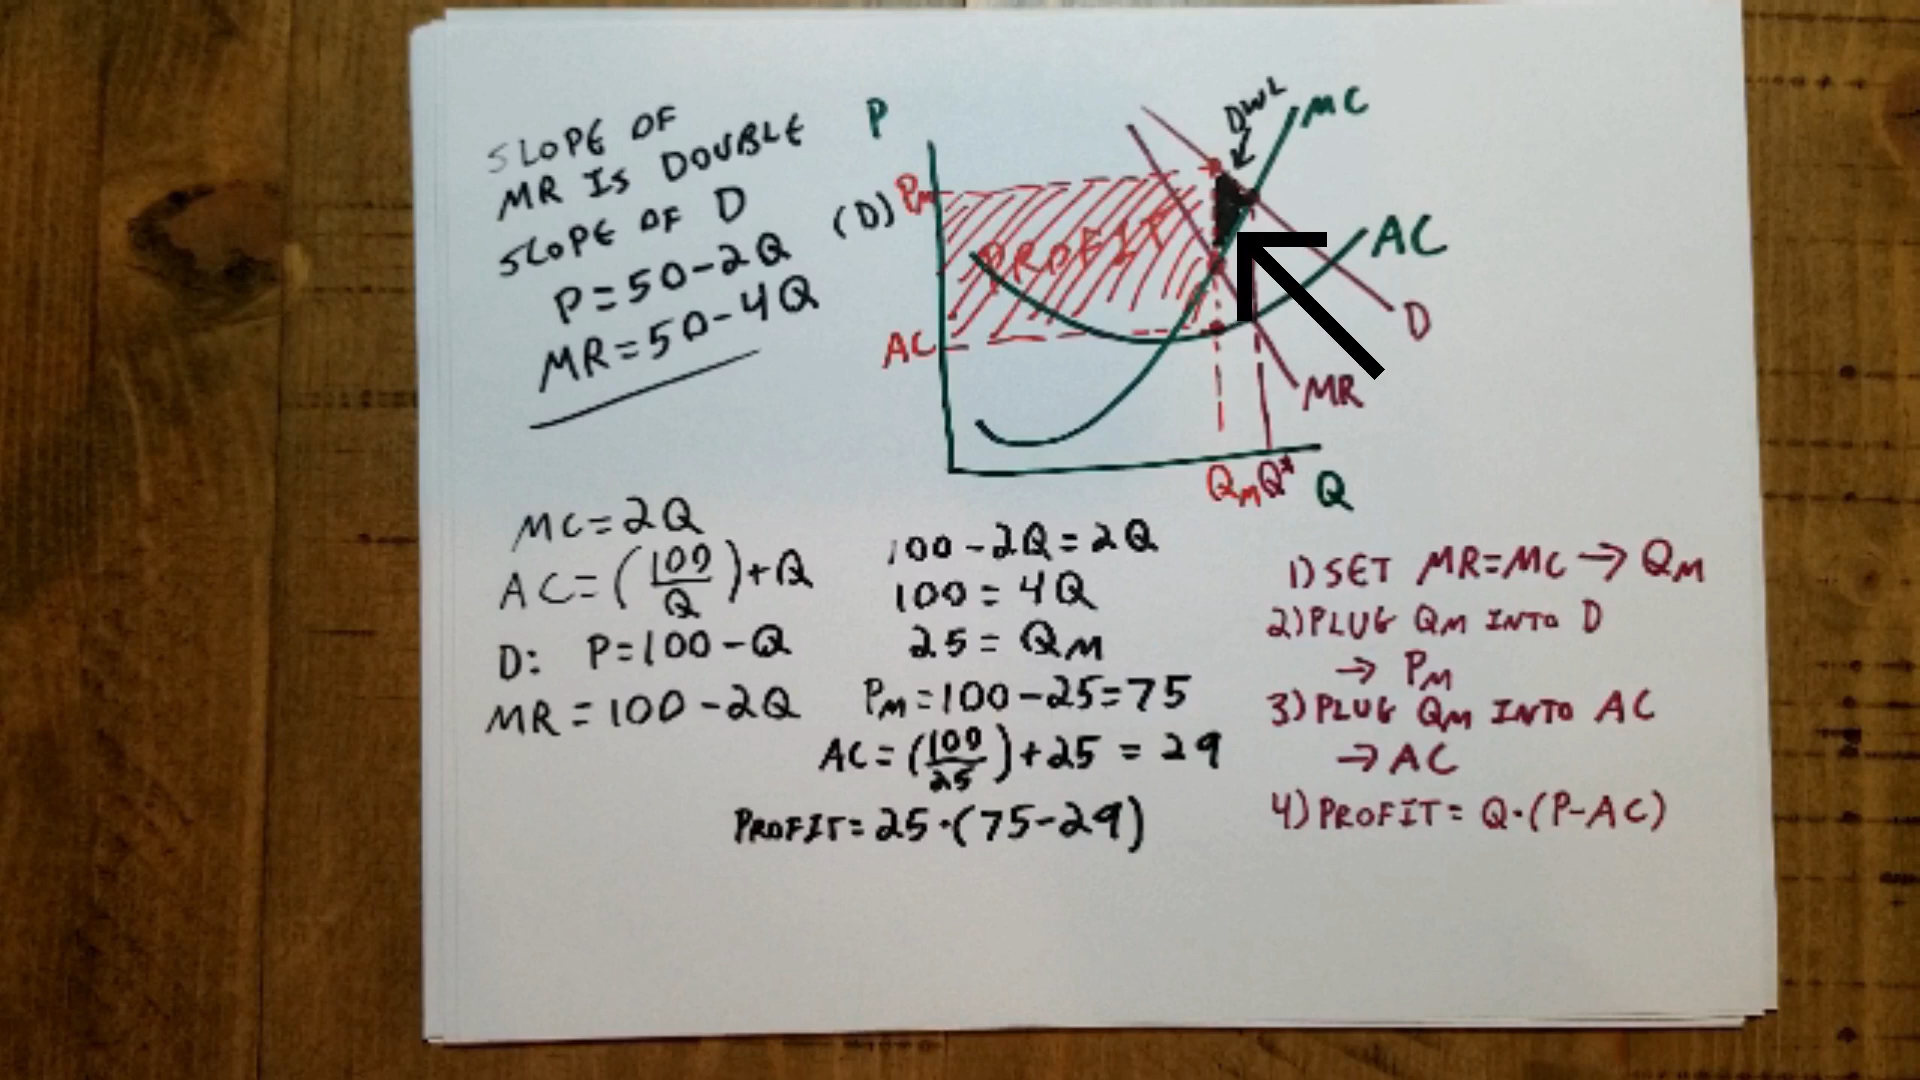 SLOPE OF
MR IS DOUBLE
SLOPE OF D
P=50-2Q
MR=50-4Q
P
(D)
PM
AC
PROFIT
DWL
MC
AC
D
MR
QM Q* Q
MC=2Q
AC=(100/Q)+Q
D: P=100-Q
MR=100-2Q
100-2Q=2Q
100=4Q
25=QM
PM=100-25=75
AC=(100/25)+25=29
PROFIT=25·(75-29)
1) SET MR=MC → QM
2) PLUG QM INTO D
→ PM
3) PLUG QM INTO AC
→ AC
4) PROFIT= Q·(P-AC)